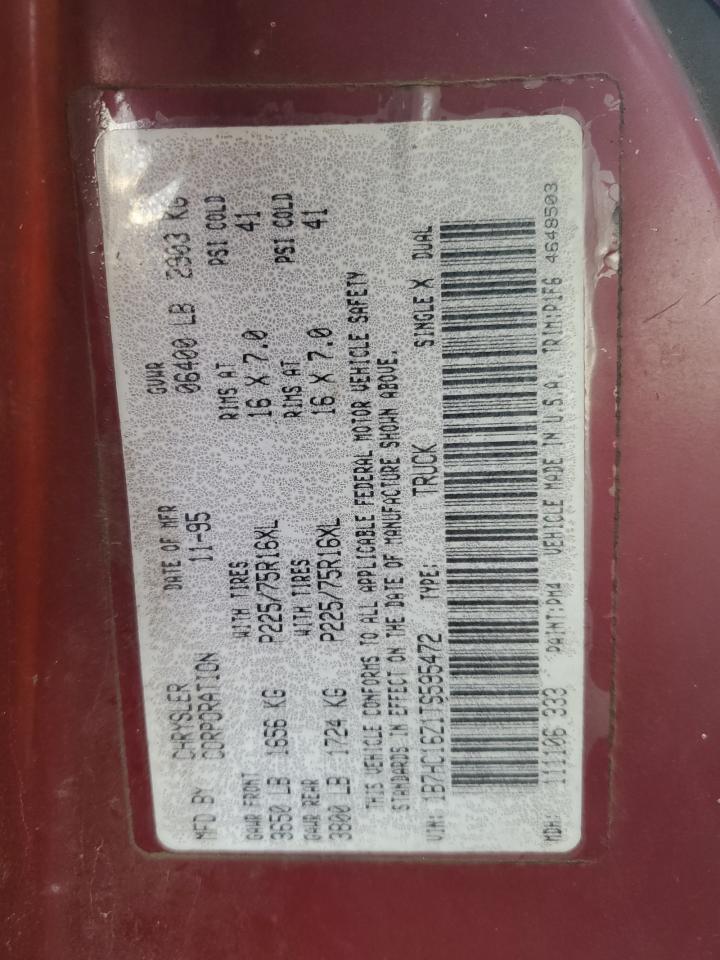 MFD BY CHRYSLER CORPORATION DATE OF MFR 11-95 GVWR 06400 LB 2903 KG
GAWR FRONT WITH TIRES RIMS AT PSI COLD
3650 LB 1656 KG P225/75R16XL 16 X 7.0 41
GAWR REAR WITH TIRES RIMS AT PSI COLD
3800 LB 1724 KG P225/75R16XL 16 X 7.0 41
THIS VEHICLE CONFORMS TO ALL APPLICABLE FEDERAL MOTOR VEHICLE SAFETY
STANDARDS IN EFFECT ON THE DATE OF MANUFACTURE SHOWN ABOVE.
VIN: 1B7HC16Z1TS595472 TYPE: TRUCK SINGLE X DUAL
MDH: 111106 333 PAINT:PM4 VEHICLE MADE IN U.S.A. TRIM:P1F6 4648503